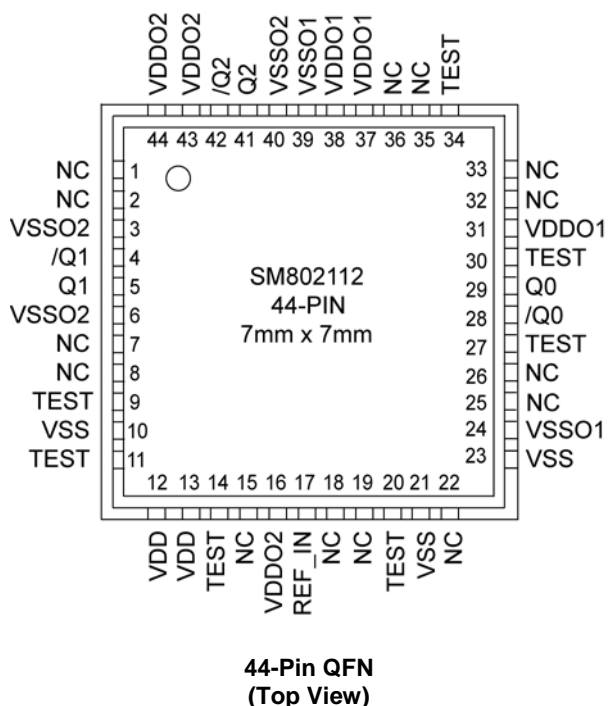 VDDO2
VDDO2
/Q2
Q2
VSSO2
VSSO1
VDDO1
VDDO1
NC
NC
TEST
44 43 42 41 40 39 38 37 36 35 34
NC 1
NC 2
VSSO2 3
/Q1 4
Q1 5
VSSO2 6
NC 7
NC 8
TEST 9
VSS 10
TEST 11
SM802112
44-PIN
7mm x 7mm
33 NC
32 NC
31 VDDO1
30 TEST
29 Q0
28 /Q0
27 TEST
26 NC
25 NC
24 VSSO1
23 VSS
12 13 14 15 16 17 18 19 20 21 22
VDD
VDD
TEST
NC
VDDO2
REF_IN
NC
NC
TEST
VSS
NC
44-Pin QFN
(Top View)